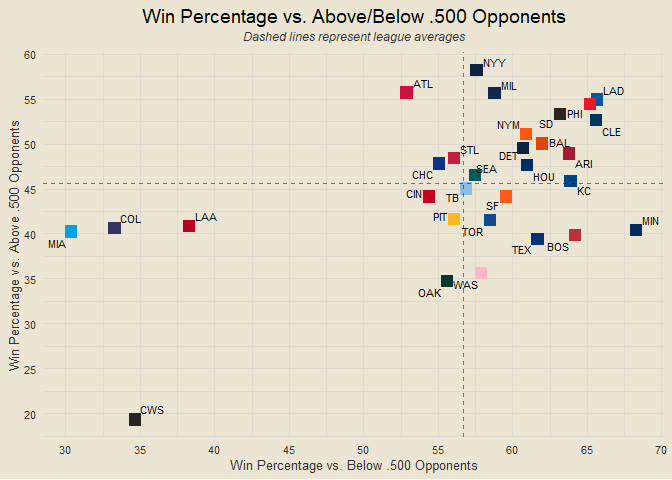 Win Percentage vs. Above/Below .500 Opponents
Dashed lines represent league averages
Win Percentage vs. Above .500 Opponents
60
55
50
45
40
35
30
25
20
NYY
ATL
MIL
LAD
SD
PHI
CLE
NYM
BAL
STL
DET
ARI
CHC
SEA
HOU
KC
CIN
TB
SF
PIT
TOR
MIN
COL
LAA
MIA
TEX
BOS
WAS
OAK
CWS
30
35
40
45
50
55
60
65
70
Win Percentage vs. Below .500 Opponents